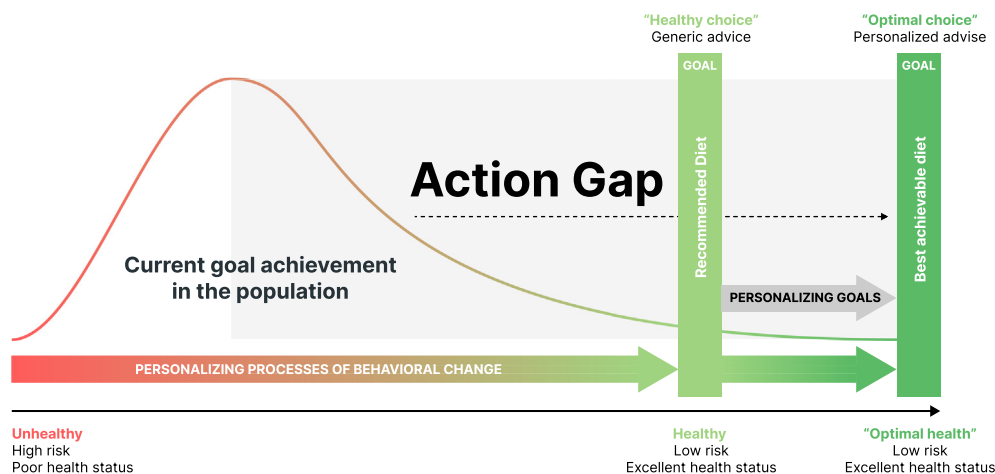 “Healthy choice”
Generic advice
“Optimal choice”
Personalized advise
GOAL
GOAL
Recommended Diet
Best achievable diet
Action Gap
Current goal achievement
in the population
PERSONALIZING GOALS
PERSONALIZING PROCESSES OF BEHAVIORAL CHANGE
Unhealthy
High risk
Poor health status
Healthy
Low risk
Excellent health status
“Optimal health”
Low risk
Excellent health status